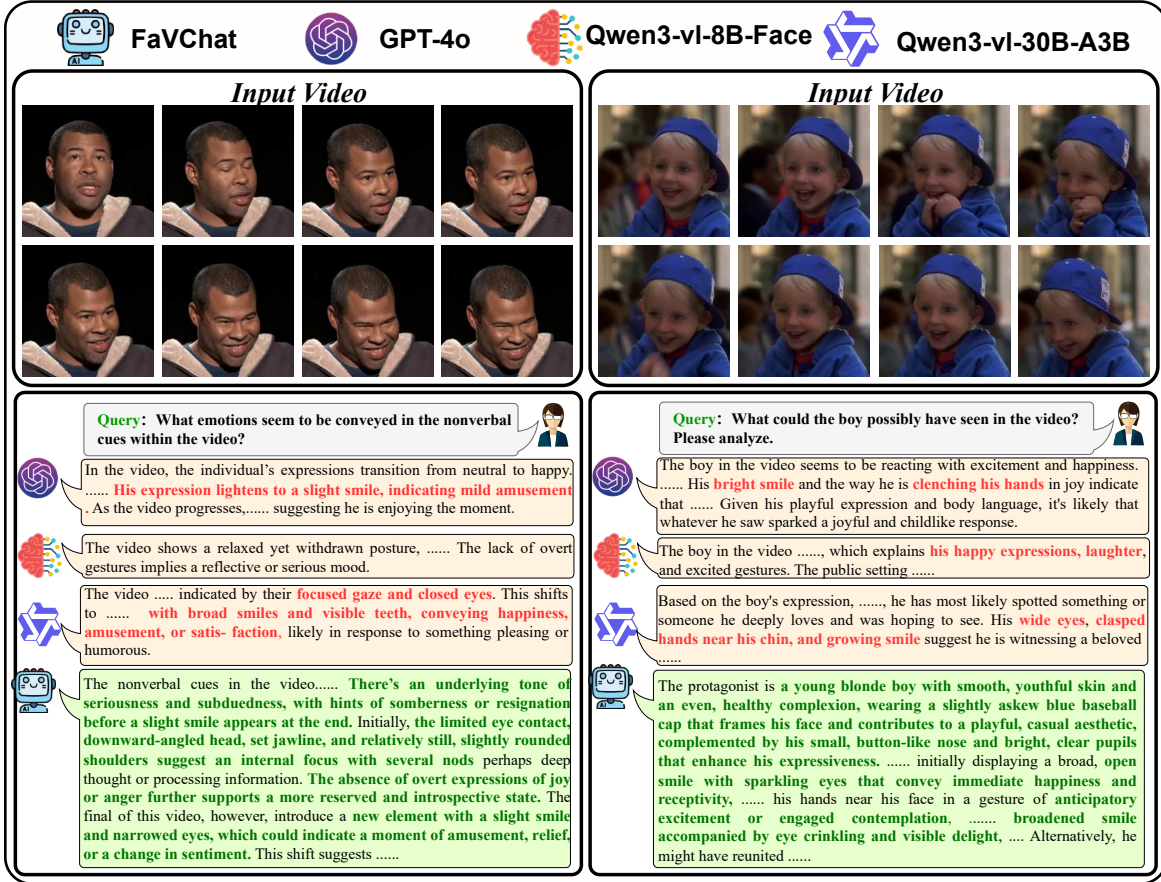 FaVChat
GPT-4o
Qwen3-vl-8B-Face
Qwen3-vl-30B-A3B
AI
Input Video
Input Video
Query: What emotions seem to be conveyed in the nonverbal
cues within the video?
In the video, the individual's expressions transition from neutral to happy.
...... His expression lightens to a slight smile, indicating mild amusement
. As the video progresses,...... suggesting he is enjoying the moment.
The video shows a relaxed yet withdrawn posture, ...... The lack of overt
gestures implies a reflective or serious mood.
The video ..... indicated by their focused gaze and closed eyes. This shifts
to ...... with broad smiles and visible teeth, conveying happiness,
amusement, or satis- faction, likely in response to something pleasing or
humorous.
AI
The nonverbal cues in the video...... There's an underlying tone of
seriousness and subduedness, with hints of somberness or resignation
before a slight smile appears at the end. Initially, the limited eye contact,
downward-angled head, set jawline, and relatively still, slightly rounded
shoulders suggest an internal focus with several nods perhaps deep
thought or processing information. The absence of overt expressions of joy
or anger further supports a more reserved and introspective state. The
final of this video, however, introduce a new element with a slight smile
and narrowed eyes, which could indicate a moment of amusement, relief,
or a change in sentiment. This shift suggests ......
Query: What could the boy possibly have seen in the video?
Please analyze.
The boy in the video seems to be reacting with excitement and happiness.
...... His bright smile and the way he is clenching his hands in joy indicate
that ...... Given his playful expression and body language, it's likely that
whatever he saw sparked a joyful and childlike response.
The boy in the video ......, which explains his happy expressions, laughter,
and excited gestures. The public setting ......
Based on the boy's expression, ......, he has most likely spotted something or
someone he deeply loves and was hoping to see. His wide eyes, clasped
hands near his chin, and growing smile suggest he is witnessing a beloved
......
AI
The protagonist is a young blonde boy with smooth, youthful skin and
an even, healthy complexion, wearing a slightly askew blue baseball
cap that frames his face and contributes to a playful, casual aesthetic,
complemented by his small, button-like nose and bright, clear pupils
that enhance his expressiveness. ...... initially displaying a broad, open
smile with sparkling eyes that convey immediate happiness and
receptivity, ...... his hands near his face in a gesture of anticipatory
excitement or engaged contemplation, ....... broadened smile
accompanied by eye crinkling and visible delight, .... Alternatively, he
might have reunited ......